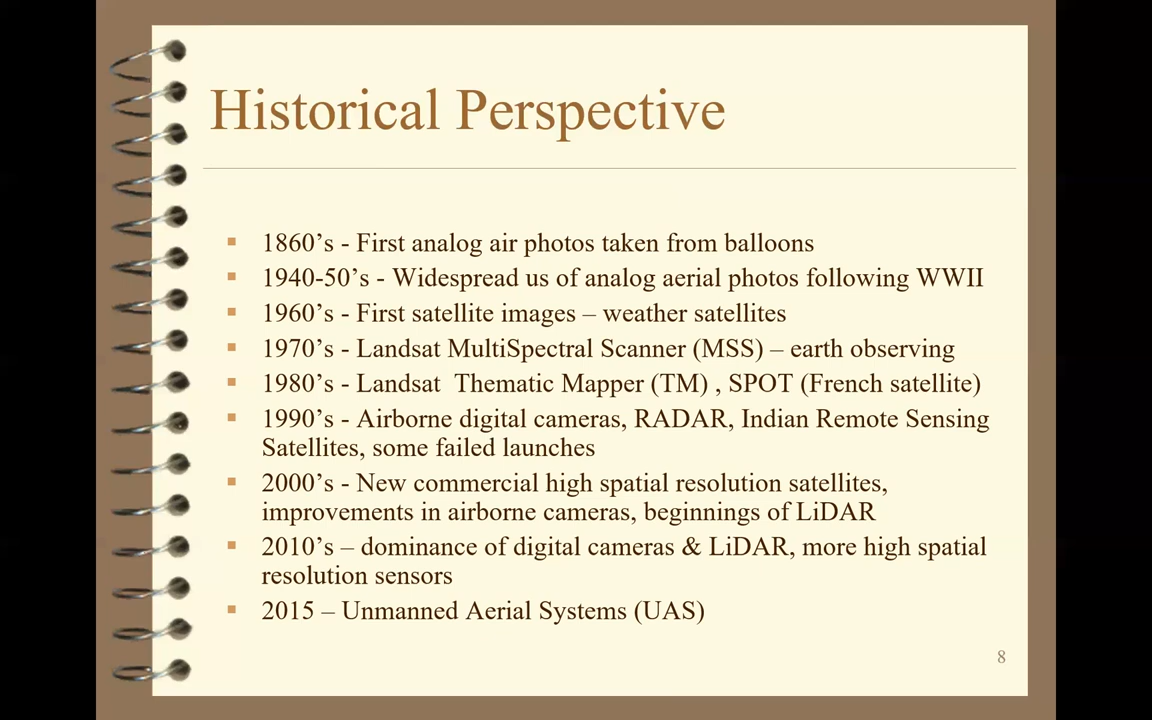 Historical Perspective
▪ 1860’s - First analog air photos taken from balloons
▪ 1940-50’s - Widespread us of analog aerial photos following WWII
▪ 1960’s - First satellite images – weather satellites
▪ 1970’s - Landsat MultiSpectral Scanner (MSS) – earth observing
▪ 1980’s - Landsat  Thematic Mapper (TM) , SPOT (French satellite)
▪ 1990’s - Airborne digital cameras, RADAR, Indian Remote Sensing
Satellites, some failed launches
▪ 2000’s - New commercial high spatial resolution satellites,
improvements in airborne cameras, beginnings of LiDAR
▪ 2010’s – dominance of digital cameras & LiDAR, more high spatial
resolution sensors
▪ 2015 – Unmanned Aerial Systems (UAS)
8